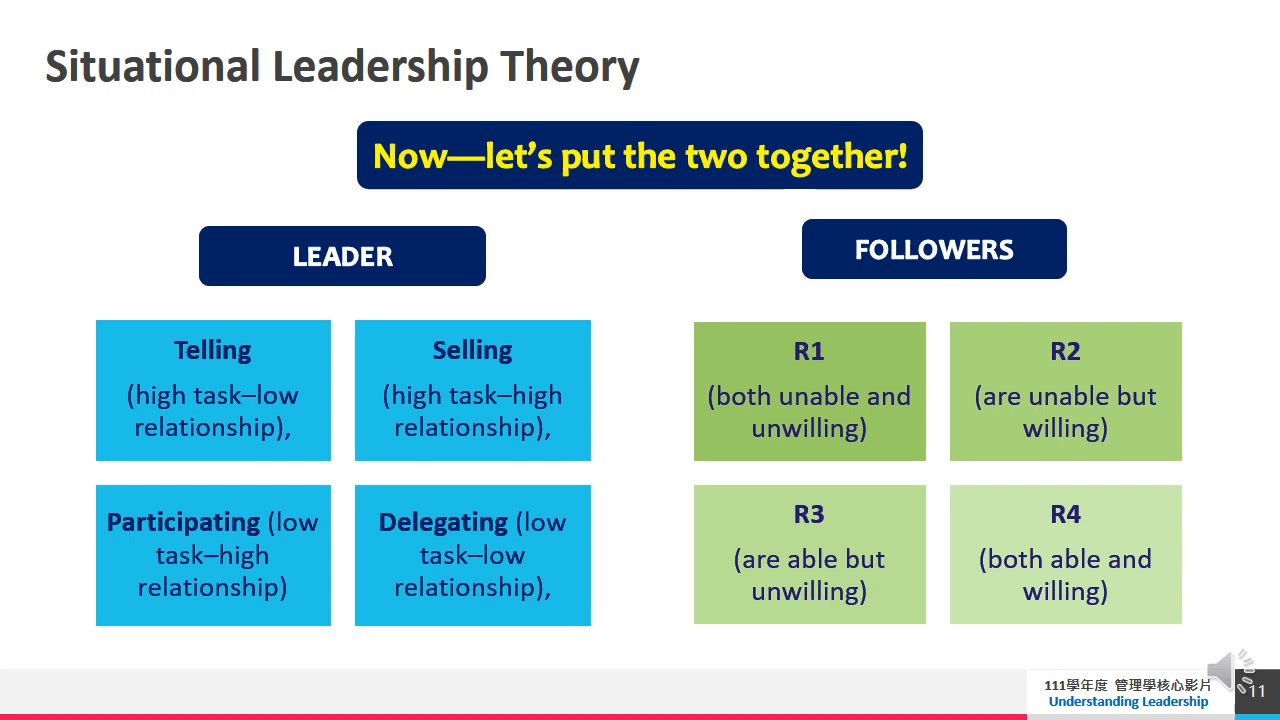 Situational Leadership Theory
Now—let’s put the two together!
LEADER
FOLLOWERS
Telling
(high task–low
relationship),
Selling
(high task–high
relationship),
Participating (low
task–high
relationship)
Delegating (low
task–low
relationship),
R1
(both unable and
unwilling)
R2
(are unable but
willing)
R3
(are able but
unwilling)
R4
(both able and
willing)
111學年度 管理學核心影片
Understanding Leadership
11